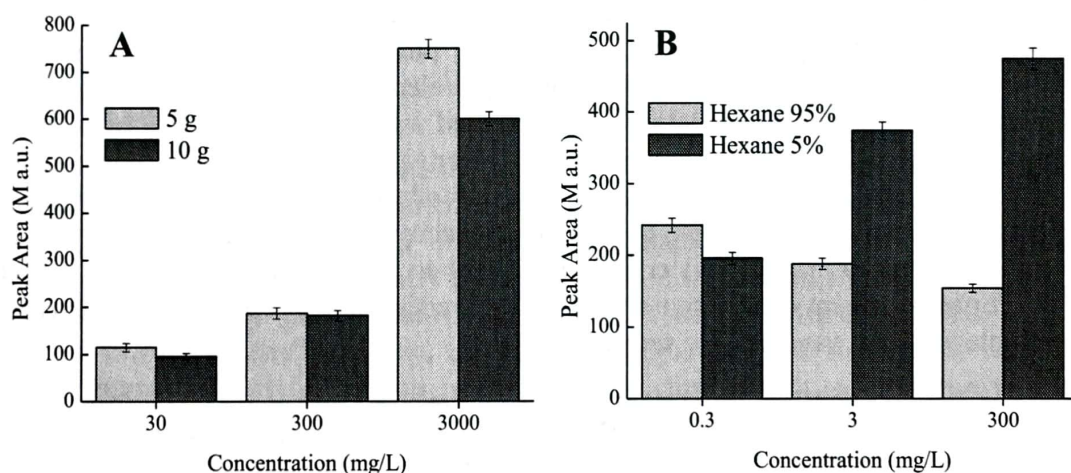 A
5 g
10 g
Peak Area (M a.u.)
800
700
600
500
400
300
200
100
0
30
300
3000
Concentration (mg/L)
B
Hexane 95%
Hexane 5%
Peak Area (M a.u.)
500
400
300
200
100
0
0.3
3
300
Concentration (mg/L)